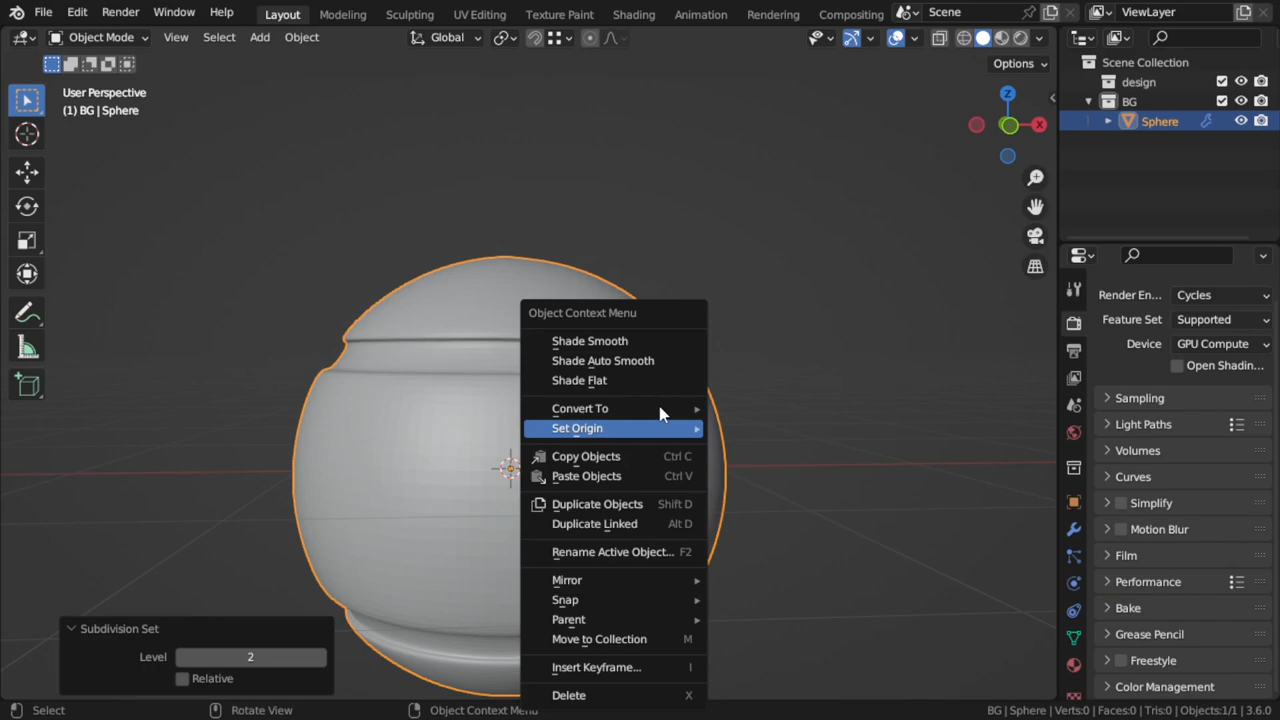 File Edit Render Window Help Layout Modeling Sculpting UV Editing Texture Paint Shading Animation Rendering Compositing Scene ViewLayer
Object Mode View Select Add Object Global
Options
User Perspective
(1) BG | Sphere
Z
X
Scene Collection
design
BG
Sphere
Object Context Menu
Shade Smooth
Shade Auto Smooth
Shade Flat
Convert To
Set Origin
Copy Objects Ctrl C
Paste Objects Ctrl V
Duplicate Objects Shift D
Duplicate Linked Alt D
Rename Active Object... F2
Mirror
Snap
Parent
Move to Collection M
Insert Keyframe... I
Delete X
Subdivision Set
Level 2
Relative
Render En... Cycles
Feature Set Supported
Device GPU Compute
Open Shadin...
Sampling
Light Paths
Volumes
Curves
Simplify
Motion Blur
Film
Performance
Bake
Grease Pencil
Freestyle
Color Management
Select Rotate View Object Context Menu BG | Sphere | Verts:0 | Faces:0 | Tris:0 | Objects:1/1 | 3.6.0